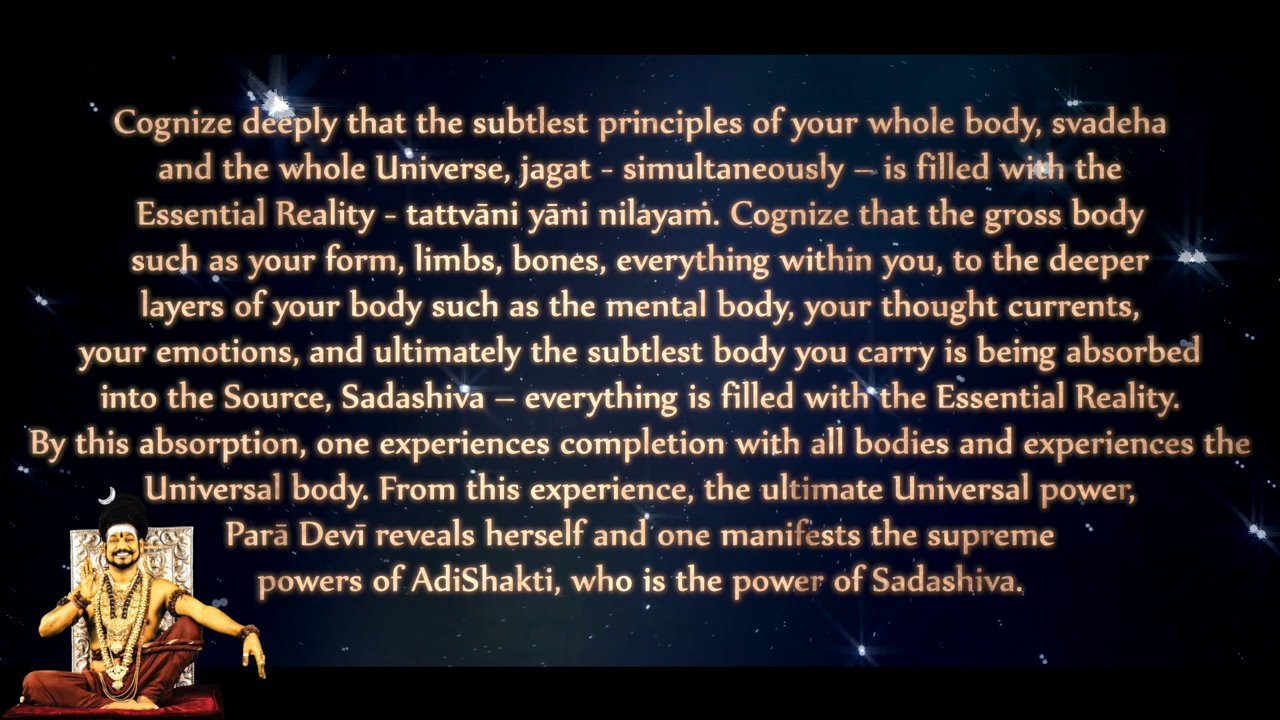 Cognize deeply that the subtlest principles of your whole body, svadeha
and the whole Universe, jagat - simultaneously – is filled with the
Essential Reality - tattvāni yāni nilayaṁ. Cognize that the gross body
such as your form, limbs, bones, everything within you, to the deeper
layers of your body such as the mental body, your thought currents,
your emotions, and ultimately the subtlest body you carry is being absorbed
into the Source, Sadashiva – everything is filled with the Essential Reality.
By this absorption, one experiences completion with all bodies and experiences the
Universal body. From this experience, the ultimate Universal power,
Parā Devī reveals herself and one manifests the supreme
powers of AdiShakti, who is the power of Sadashiva.